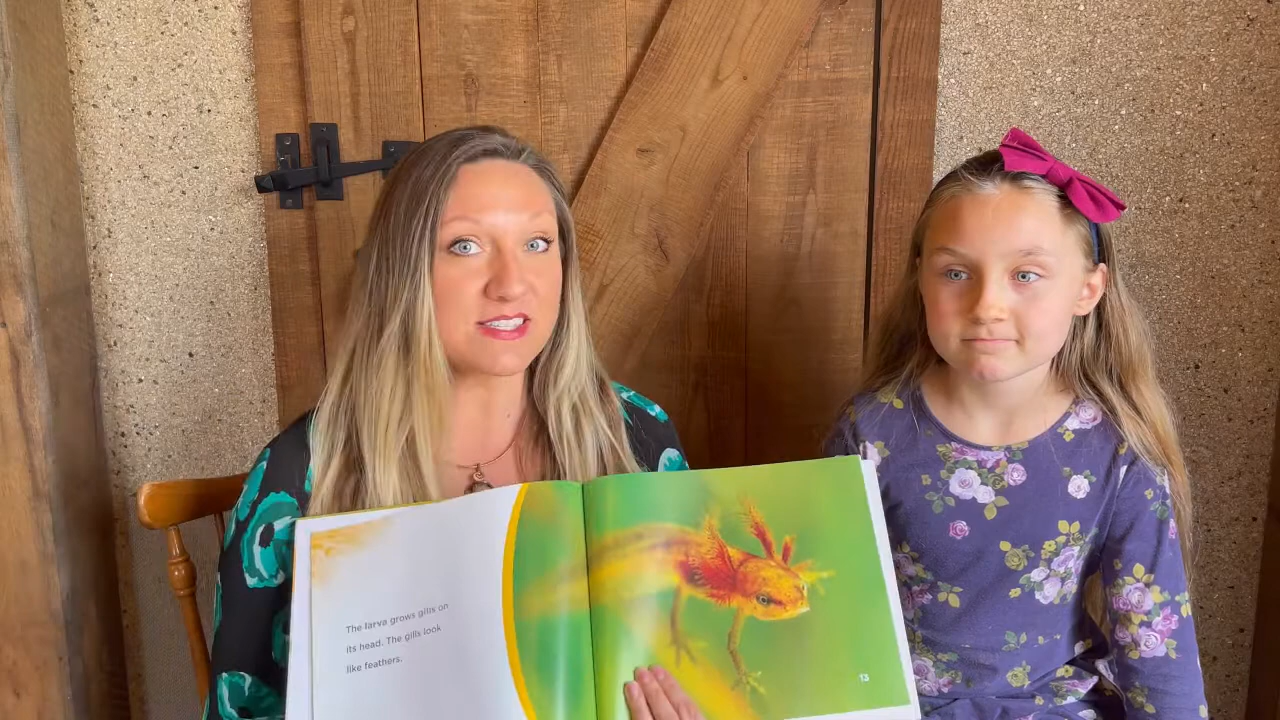 The larva grows gills on
its head. The gills look
like feathers.
13